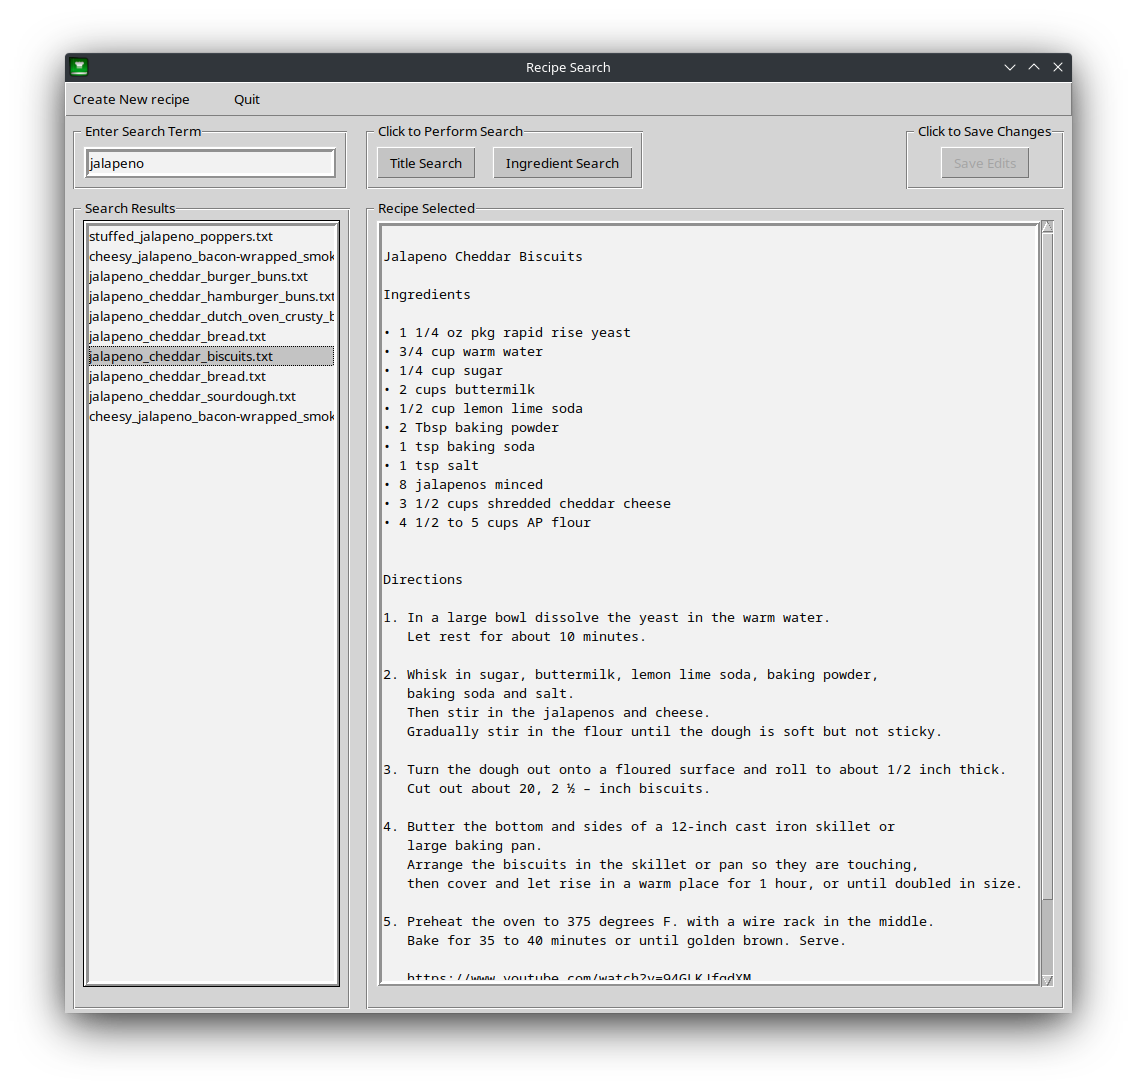 Recipe Search
Create New recipe Quit
Enter Search Term
jalapeno
Click to Perform Search
Title Search Ingredient Search
Click to Save Changes
Save Edits
Search Results
stuffed_jalapeno_poppers.txt
cheesy_jalapeno_bacon-wrapped_smok
jalapeno_cheddar_burger_buns.txt
jalapeno_cheddar_hamburger_buns.txt
jalapeno_cheddar_dutch_oven_crusty_b
jalapeno_cheddar_bread.txt
jalapeno_cheddar_biscuits.txt
jalapeno_cheddar_bread.txt
jalapeno_cheddar_sourdough.txt
cheesy_jalapeno_bacon-wrapped_smok
Recipe Selected
Jalapeno Cheddar Biscuits
Ingredients
• 1 1/4 oz pkg rapid rise yeast
• 3/4 cup warm water
• 1/4 cup sugar
• 2 cups buttermilk
• 1/2 cup lemon lime soda
• 2 Tbsp baking powder
• 1 tsp baking soda
• 1 tsp salt
• 8 jalapenos minced
• 3 1/2 cups shredded cheddar cheese
• 4 1/2 to 5 cups AP flour
Directions
1. In a large bowl dissolve the yeast in the warm water.
Let rest for about 10 minutes.
2. Whisk in sugar, buttermilk, lemon lime soda, baking powder,
baking soda and salt.
Then stir in the jalapenos and cheese.
Gradually stir in the flour until the dough is soft but not sticky.
3. Turn the dough out onto a floured surface and roll to about 1/2 inch thick.
Cut out about 20, 2 ½ – inch biscuits.
4. Butter the bottom and sides of a 12-inch cast iron skillet or
large baking pan.
Arrange the biscuits in the skillet or pan so they are touching,
then cover and let rise in a warm place for 1 hour, or until doubled in size.
5. Preheat the oven to 375 degrees F. with a wire rack in the middle.
Bake for 35 to 40 minutes or until golden brown. Serve.